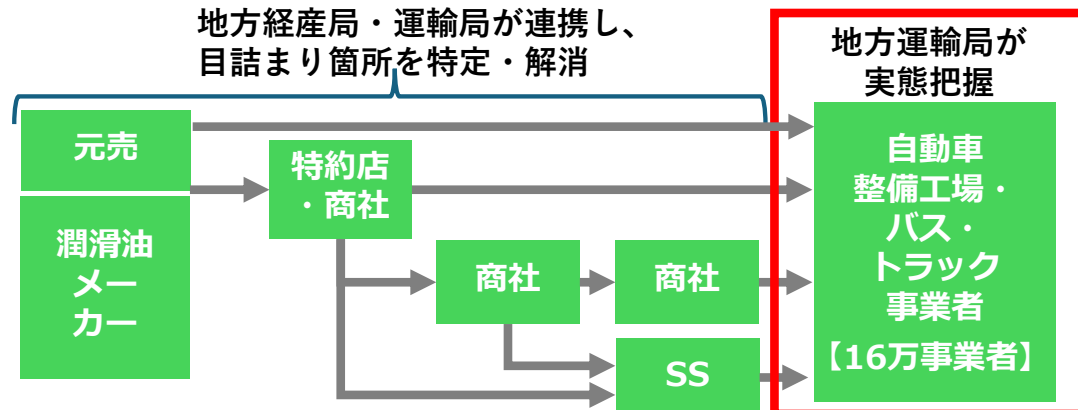 地方経産局・運輸局が連携し、
目詰まり箇所を特定・解消
地方運輸局が
実態把握
元売
潤滑油
メー
カー
特約店
・商社
商社
商社
SS
自動車
整備工場・
バス・
トラック
事業者
【16万事業者】